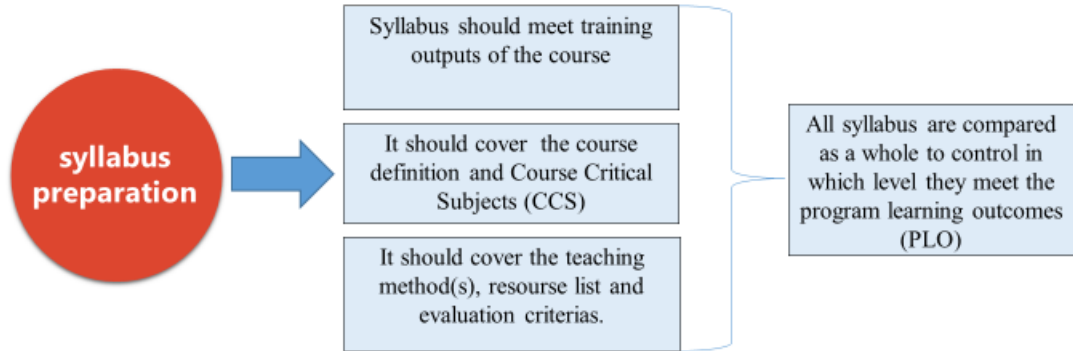 syllabus
preparation
Syllabus should meet training
outputs of the course
It should cover the course
definition and Course Critical
Subjects (CCS)
It should cover the teaching
method(s), resourse list and
evaluation criterias.
All syllabus are compared
as a whole to control in
which level they meet the
program learning outcomes
(PLO)